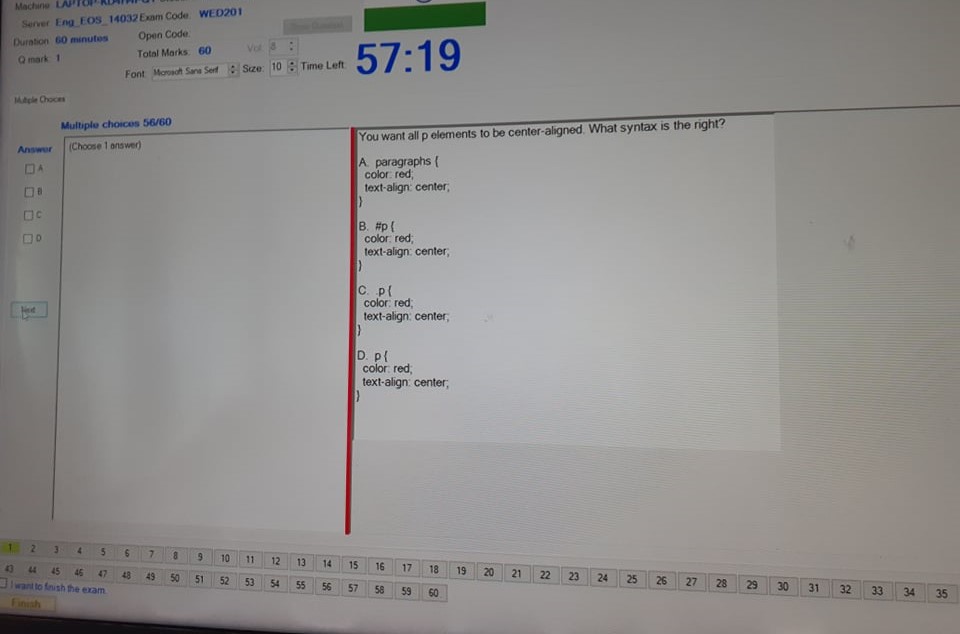 Machine
Server Eng_EOS_14032 Exam Code: WED201
Duration 60 minutes Open Code:
Q mark 1 Total Marks: 60 Vol: 8
Font: Microsoft Sans Serif Size: 10 Time Left: 57:19
Multiple Choices
Multiple choices 56/60
Answer
(Choose 1 answer)
A
B
C
D
Next
You want all p elements to be center-aligned. What syntax is the right?
A. paragraphs {
color: red;
text-align: center;
}
B. #p {
color: red;
text-align: center;
}
C. .p {
color: red;
text-align: center;
}
D. p {
color: red;
text-align: center;
}
1 2 3 4 5 6 7 8 9 10 11 12 13 14 15 16 17 18 19 20 21 22 23 24 25 26 27 28 29 30 31 32 33 34 35
43 44 45 46 47 48 49 50 51 52 53 54 55 56 57 58 59 60
I want to finish the exam.
Finish